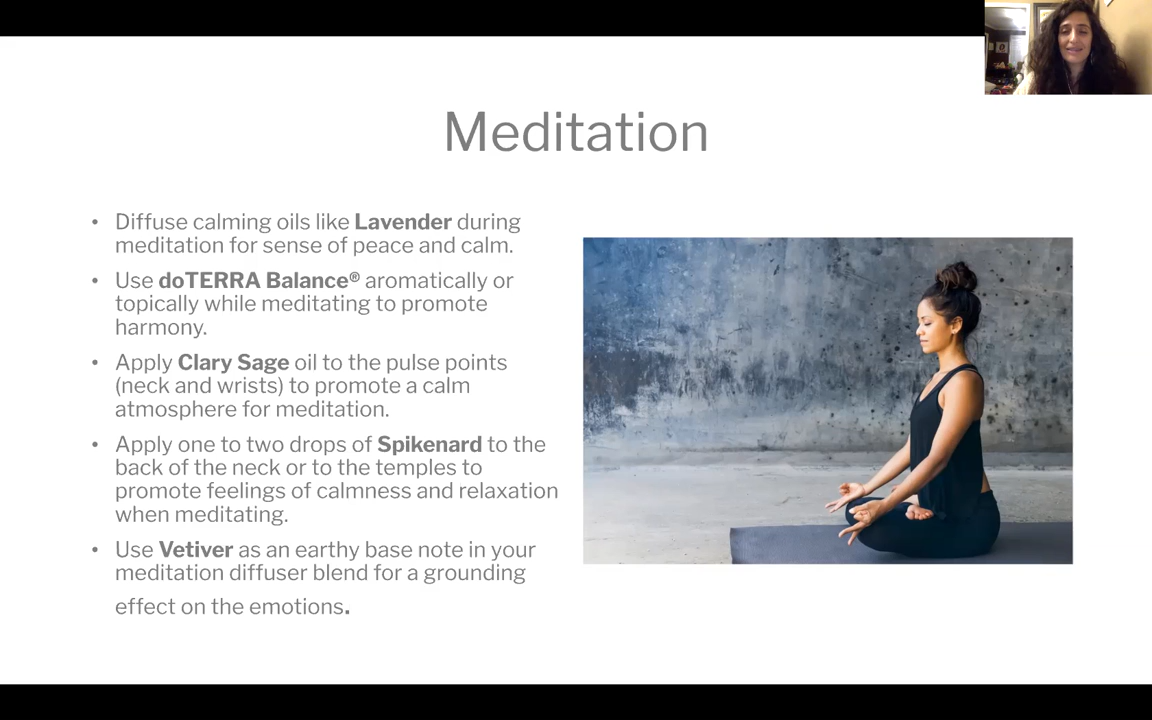 Meditation
• Diffuse calming oils like Lavender during
meditation for sense of peace and calm.
• Use doTERRA Balance® aromatically or
topically while meditating to promote
harmony.
• Apply Clary Sage oil to the pulse points
(neck and wrists) to promote a calm
atmosphere for meditation.
• Apply one to two drops of Spikenard to the
back of the neck or to the temples to
promote feelings of calmness and relaxation
when meditating.
• Use Vetiver as an earthy base note in your
meditation diffuser blend for a grounding
effect on the emotions.